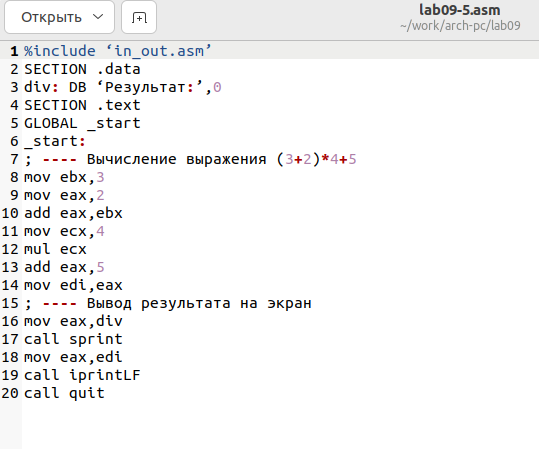 Открыть
lab09-5.asm
~/work/arch-pc/lab09
1 %include ‘in_out.asm’
2 SECTION .data
3 div: DB ‘Результат:’,0
4 SECTION .text
5 GLOBAL _start
6 _start:
7 ; ---- Вычисление выражения (3+2)*4+5
8 mov ebx,3
9 mov eax,2
10 add eax,ebx
11 mov ecx,4
12 mul ecx
13 add eax,5
14 mov edi,eax
15 ; ---- Вывод результата на экран
16 mov eax,div
17 call sprint
18 mov eax,edi
19 call iprintLF
20 call quit